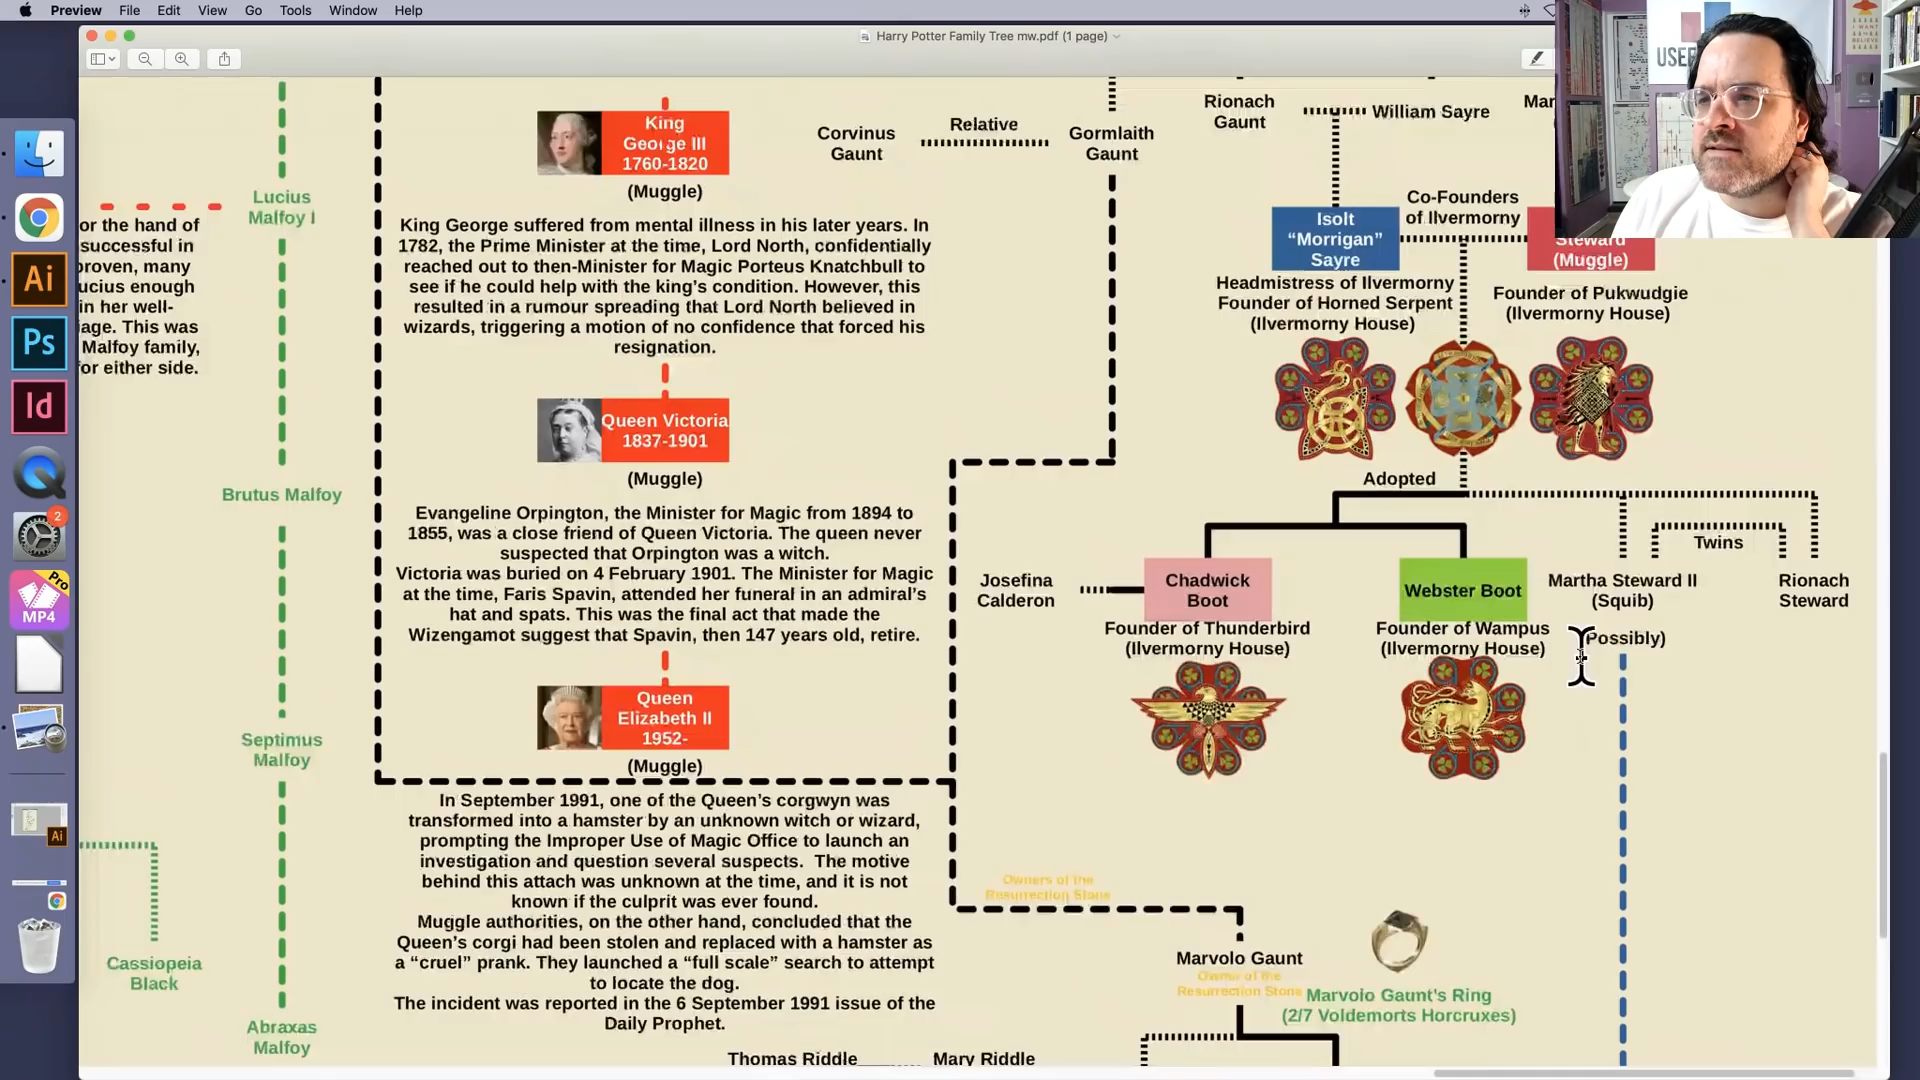 Preview File Edit View Go Tools Window Help
Harry Potter Family Tree mw.pdf (1 page)
or the hand of
successful in
proven, many
ucius enough
in her well-
iage. This was
Malfoy family,
for either side.
Lucius
Malfoy I
Brutus Malfoy
Septimus
Malfoy
Cassiopeia
Black
Abraxas
Malfoy
King
George III
1760-1820
(Muggle)
King George suffered from mental illness in his later years. In
1782, the Prime Minister at the time, Lord North, confidentially
reached out to then-Minister for Magic Porteus Knatchbull to
see if he could help with the king's condition. However, this
resulted in a rumour spreading that Lord North believed in
wizards, triggering a motion of no confidence that forced his
resignation.
Queen Victoria
1837-1901
(Muggle)
Evangeline Orpington, the Minister for Magic from 1894 to
1855, was a close friend of Queen Victoria. The queen never
suspected that Orpington was a witch.
Victoria was buried on 4 February 1901. The Minister for Magic
at the time, Faris Spavin, attended her funeral in an admiral's
hat and spats. This was the final act that made the
Wizengamot suggest that Spavin, then 147 years old, retire.
Queen
Elizabeth II
1952-
(Muggle)
In September 1991, one of the Queen's corgwyn was
transformed into a hamster by an unknown witch or wizard,
prompting the Improper Use of Magic Office to launch an
investigation and question several suspects. The motive
behind this attach was unknown at the time, and it is not
known if the culprit was ever found.
Muggle authorities, on the other hand, concluded that the
Queen's corgi had been stolen and replaced with a hamster as
a “cruel” prank. They launched a “full scale” search to attempt
to locate the dog.
The incident was reported in the 6 September 1991 issue of the
Daily Prophet.
Thomas Riddle
Mary Riddle
Corvinus
Gaunt
Relative
Gormlaith
Gaunt
Rionach
Gaunt
William Sayre
Mar
Co-Founders
of Ilvermorny
Isolt
“Morrigan”
Sayre
Steward
(Muggle)
Headmistress of Ilvermorny
Founder of Horned Serpent
(Ilvermorny House)
Founder of Pukwudgie
(Ilvermorny House)
Adopted
Twins
Josefina
Calderon
Chadwick
Boot
Webster Boot
Martha Steward II
(Squib)
Rionach
Steward
Founder of Thunderbird
(Ilvermorny House)
Founder of Wampus
(Ilvermorny House)
Possibly)
Owners of the
Resurrection Stone
Marvolo Gaunt
Owner of the
Resurrection Stone
Marvolo Gaunt's Ring
(2/7 Voldemorts Horcruxes)
Ai
Ps
Id
2
Pro
MP4
Ai
USE
I WANT
BELIEVE